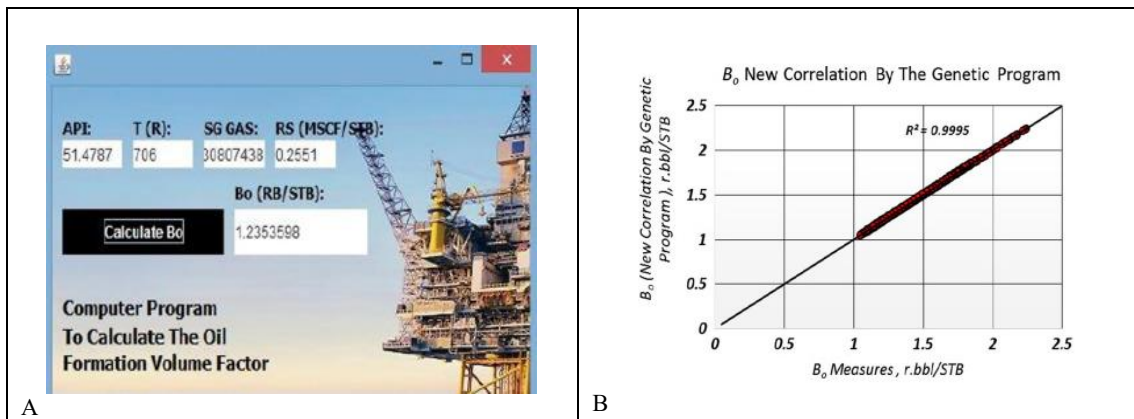 X
API: T (R): SG GAS: RS (MSCF/STB):
51.4787 706 30807438 0.2551
Bo (RB/STB):
Calculate Bo 1.2353598
Computer Program
To Calculate The Oil
Formation Volume Factor
A
Bo New Correlation By The Genetic Program
Bo (New Correlation By Genetic
Program ), r.bbl/STB
2.5
2
1.5
1
0.5
0
R² = 0.9995
0 0.5 1 1.5 2 2.5
Bo Measures , r.bbl/STB
B